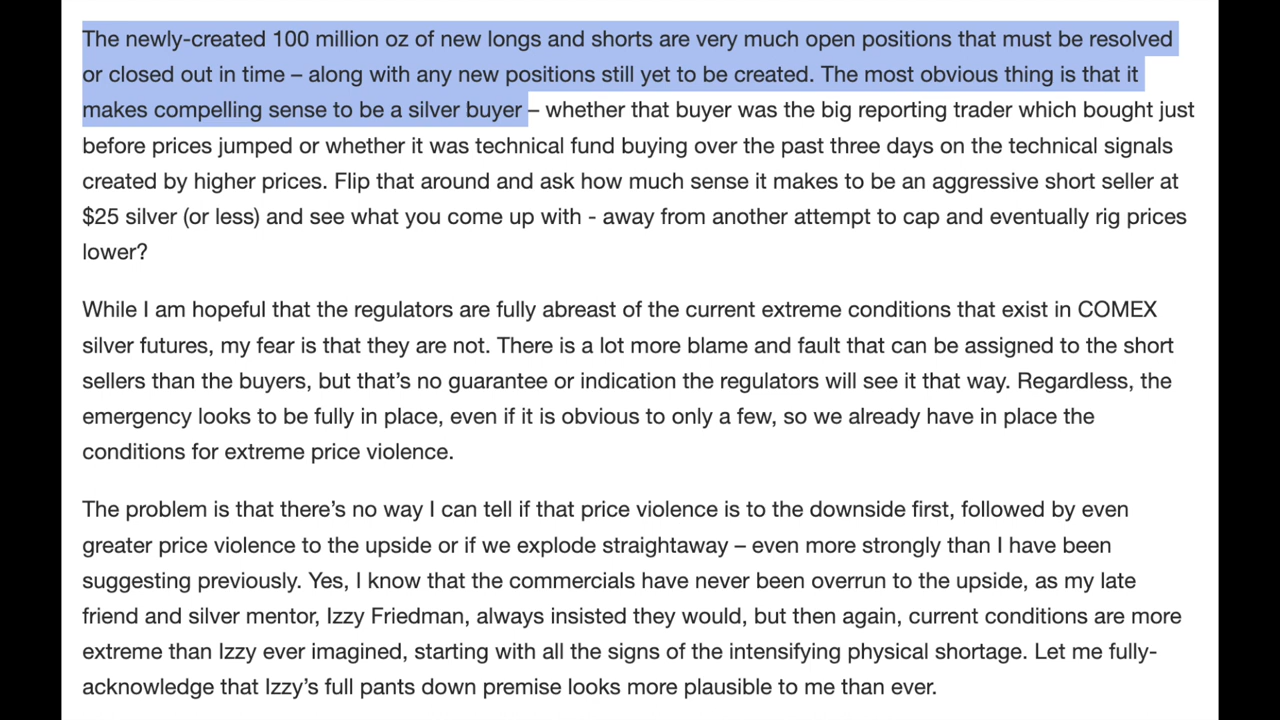 The newly-created 100 million oz of new longs and shorts are very much open positions that must be resolved
or closed out in time – along with any new positions still yet to be created. The most obvious thing is that it
makes compelling sense to be a silver buyer – whether that buyer was the big reporting trader which bought just
before prices jumped or whether it was technical fund buying over the past three days on the technical signals
created by higher prices. Flip that around and ask how much sense it makes to be an aggressive short seller at
$25 silver (or less) and see what you come up with - away from another attempt to cap and eventually rig prices
lower?
While I am hopeful that the regulators are fully abreast of the current extreme conditions that exist in COMEX
silver futures, my fear is that they are not. There is a lot more blame and fault that can be assigned to the short
sellers than the buyers, but that’s no guarantee or indication the regulators will see it that way. Regardless, the
emergency looks to be fully in place, even if it is obvious to only a few, so we already have in place the
conditions for extreme price violence.
The problem is that there’s no way I can tell if that price violence is to the downside first, followed by even
greater price violence to the upside or if we explode straightaway – even more strongly than I have been
suggesting previously. Yes, I know that the commercials have never been overrun to the upside, as my late
friend and silver mentor, Izzy Friedman, always insisted they would, but then again, current conditions are more
extreme than Izzy ever imagined, starting with all the signs of the intensifying physical shortage. Let me fully-
acknowledge that Izzy’s full pants down premise looks more plausible to me than ever.